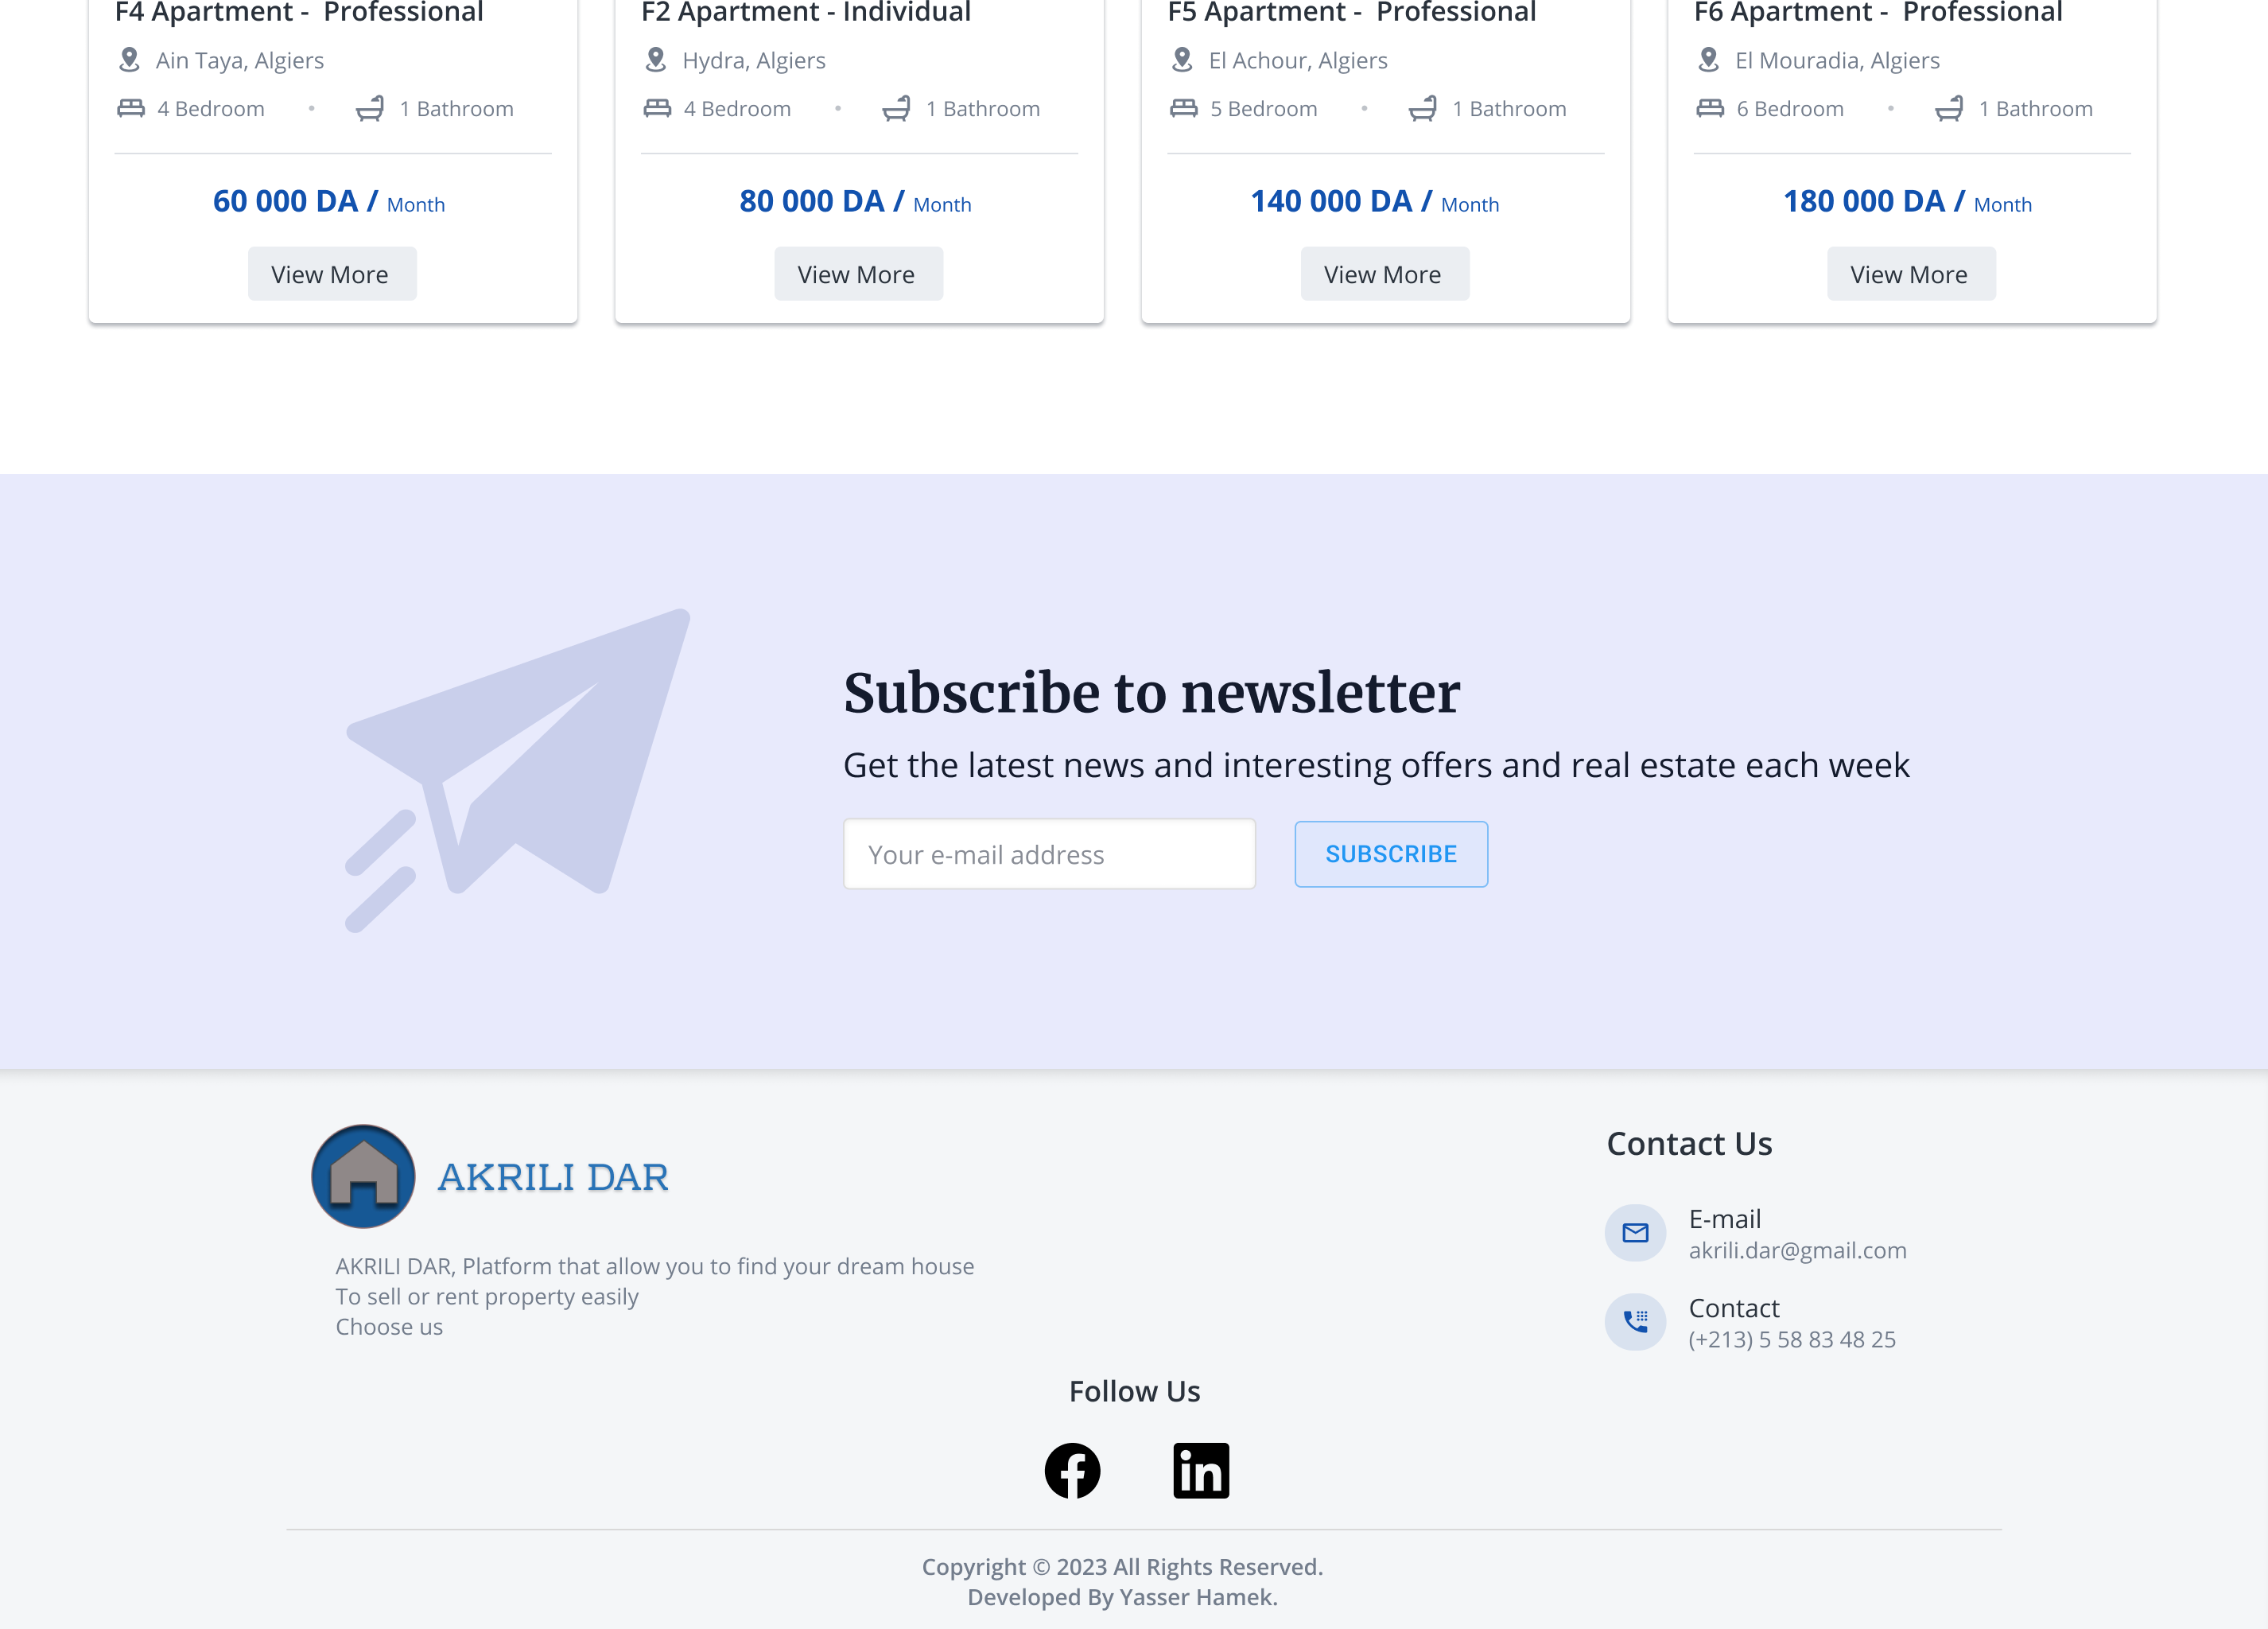 F4 Apartment -  Professional
Ain Taya, Algiers
4 Bedroom • 1 Bathroom
60 000 DA / Month
View More
F2 Apartment - Individual
Hydra, Algiers
4 Bedroom • 1 Bathroom
80 000 DA / Month
View More
F5 Apartment -  Professional
El Achour, Algiers
5 Bedroom • 1 Bathroom
140 000 DA / Month
View More
F6 Apartment -  Professional
El Mouradia, Algiers
6 Bedroom • 1 Bathroom
180 000 DA / Month
View More
Subscribe to newsletter
Get the latest news and interesting offers and real estate each week
Your e-mail address
SUBSCRIBE
AKRILI DAR
AKRILI DAR, Platform that allow you to find your dream house
To sell or rent property easily
Choose us
Contact Us
E-mail
akrili.dar@gmail.com
Contact
(+213) 5 58 83 48 25
Follow Us
Copyright © 2023 All Rights Reserved.
Developed By Yasser Hamek.